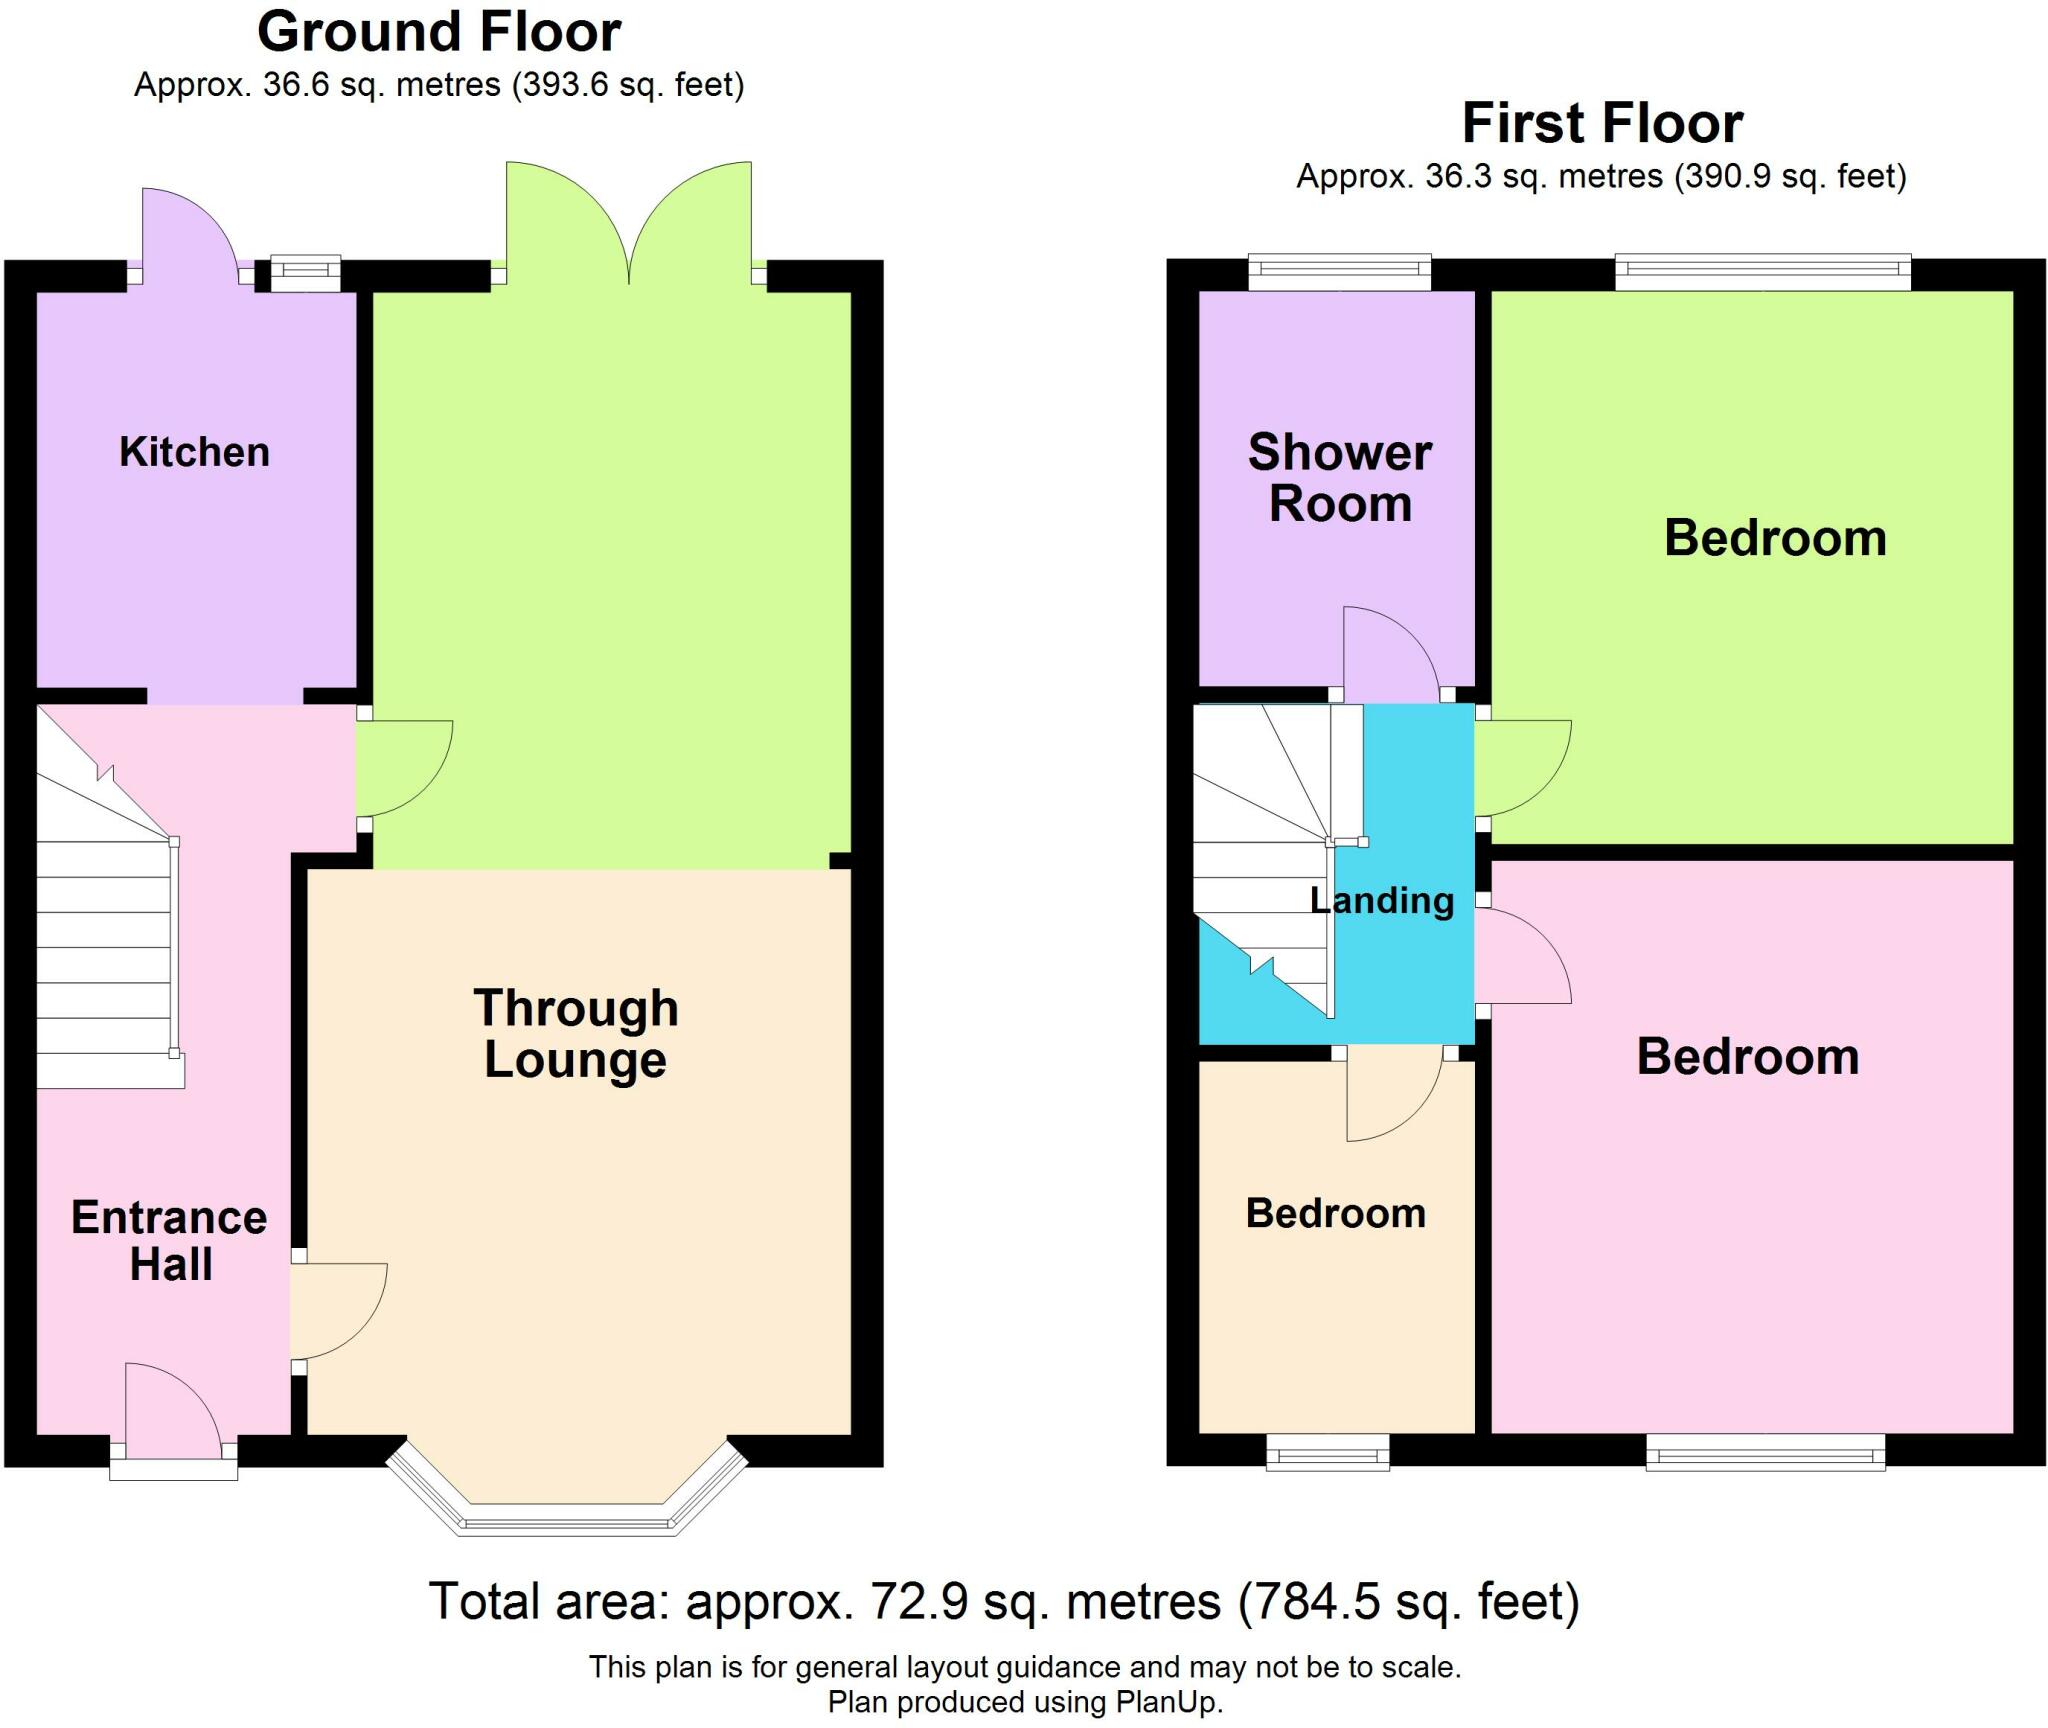 Ground Floor
Approx. 36.6 sq. metres (393.6 sq. feet)
Kitchen
Through
Lounge
Entrance
Hall
First Floor
Approx. 36.3 sq. metres (390.9 sq. feet)
Shower
Room
Bedroom
Landing
Bedroom
Bedroom
Total area: approx. 72.9 sq. metres (784.5 sq. feet)
This plan is for general layout guidance and may not be to scale.
Plan produced using PlanUp.